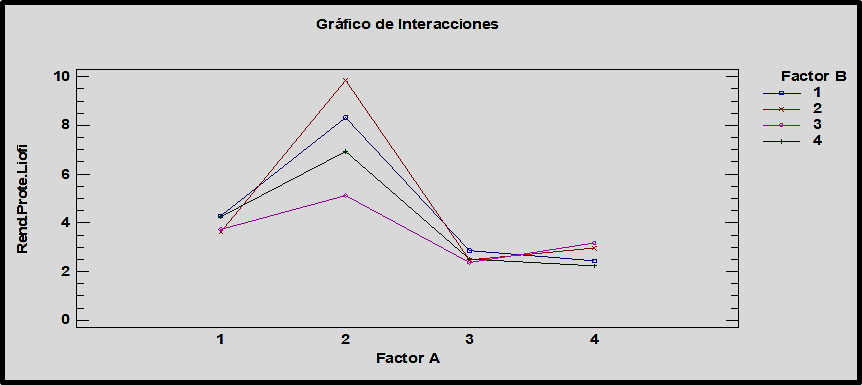 Gráfico de Interacciones
Factor B
1
2
3
4
Rend.Prote.Liofi
10
8
6
4
2
0
1 2 3 4
Factor A